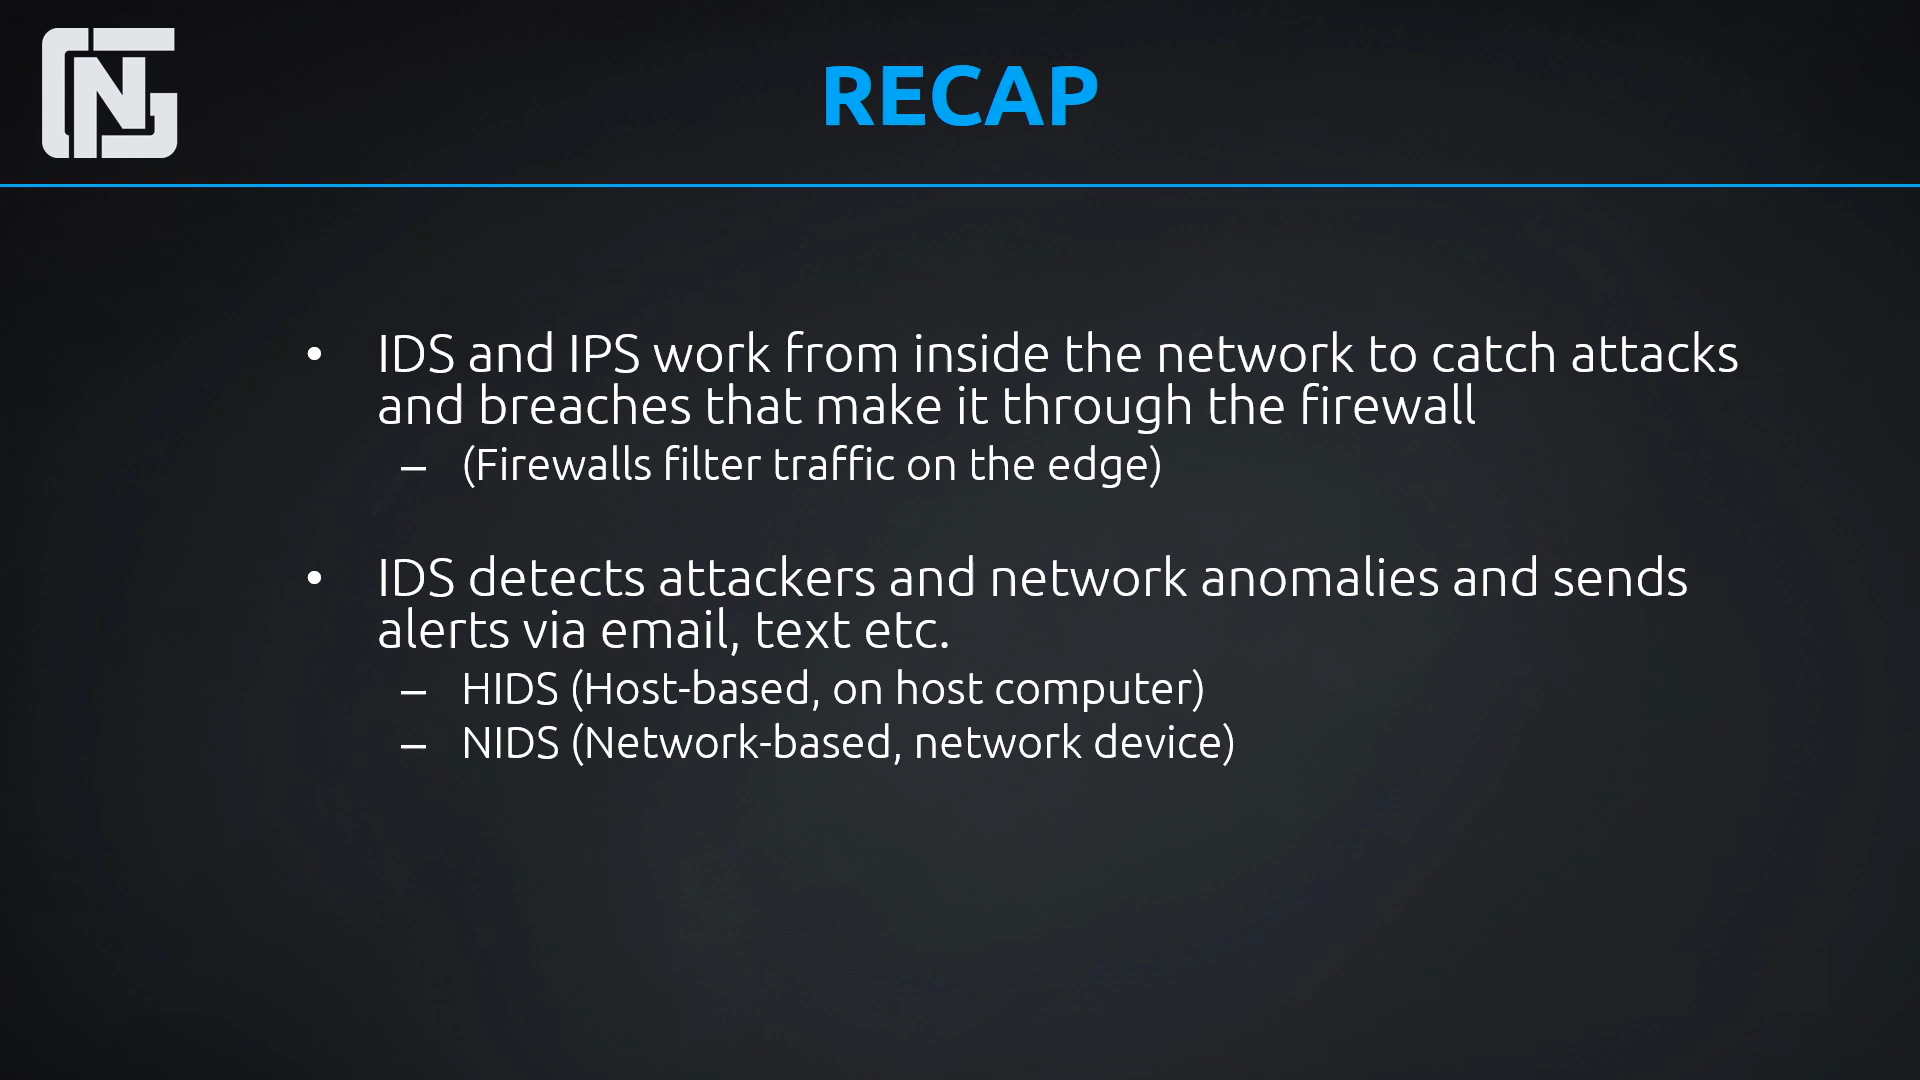 RECAP
• IDS and IPS work from inside the network to catch attacks
and breaches that make it through the firewall
– (Firewalls filter traffic on the edge)
• IDS detects attackers and network anomalies and sends
alerts via email, text etc.
– HIDS (Host-based, on host computer)
– NIDS (Network-based, network device)